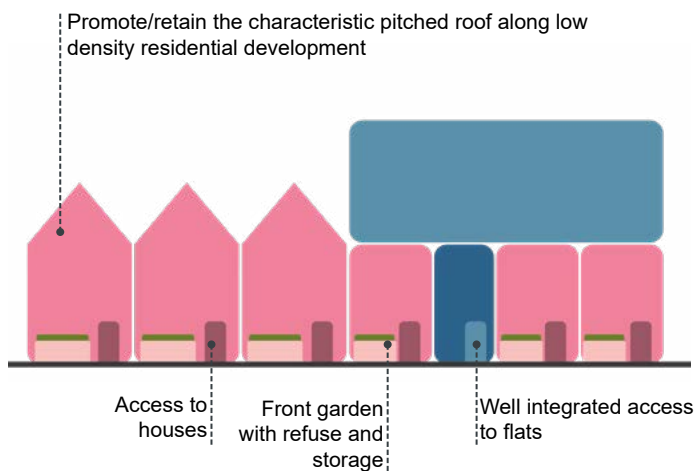 Promote/retain the characteristic pitched roof along low
density residential development
Access to
houses
Front garden
with refuse and
storage
Well integrated access
to flats